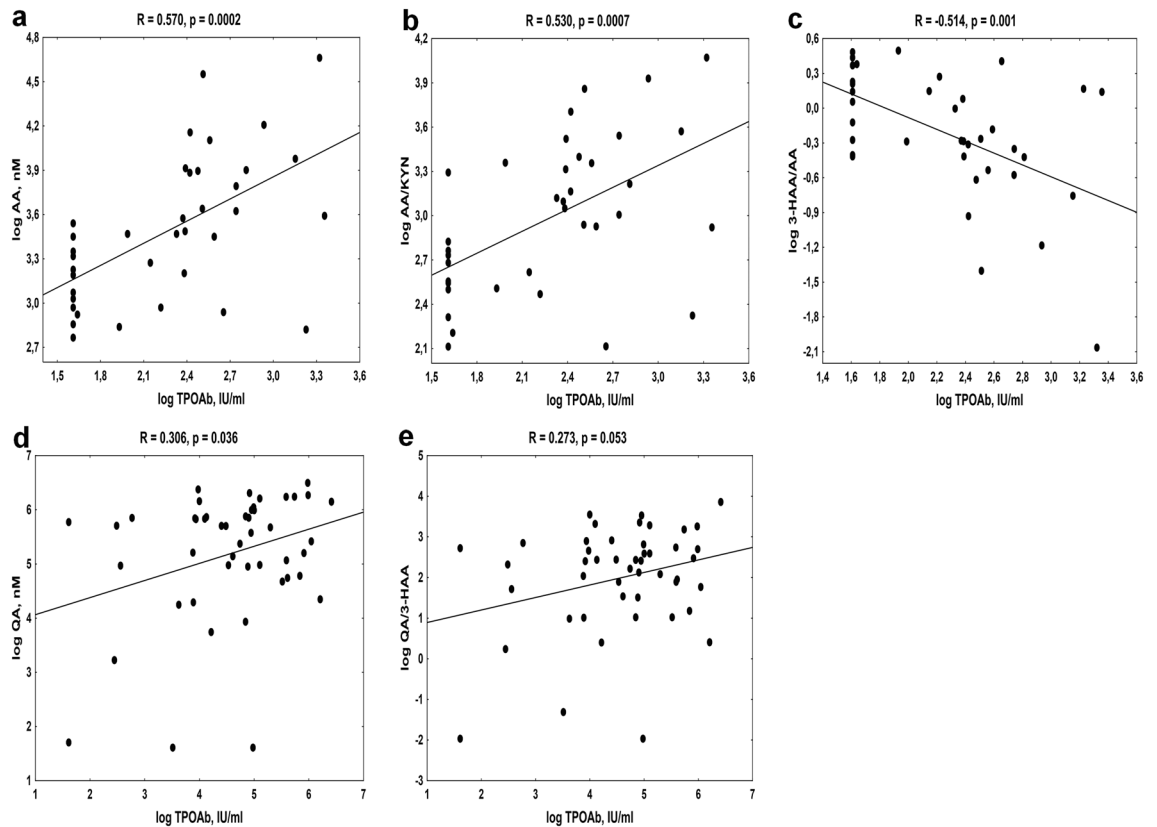 a
R = 0.570, p = 0.0002
log AA, nM
4,8
4,5
4,2
3,9
3,6
3,3
3,0
2,7
1,5 1,8 2,1 2,4 2,7 3,0 3,3 3,6
log TPOAb, IU/ml
b
R = 0.530, p = 0.0007
log AA/KYN
4,2
3,9
3,6
3,3
3,0
2,7
2,4
2,1
1,5 1,8 2,1 2,4 2,7 3,0 3,3 3,6
log TPOAb, IU/ml
c
R = -0.514, p = 0.001
log 3-HAA/AA
0,6
0,3
0,0
-0,3
-0,6
-0,9
-1,2
-1,5
-1,8
-2,1
1,4 1,6 1,8 2,0 2,2 2,4 2,6 2,8 3,0 3,2 3,4 3,6
log TPOAb, IU/ml
d
R = 0.306, p = 0.036
log QA, nM
7
6
5
4
3
2
1
1 2 3 4 5 6 7
log TPOAb, IU/ml
e
R = 0.273, p = 0.053
log QA/3-HAA
5
4
3
2
1
0
-1
-2
-3
1 2 3 4 5 6 7
log TPOAb, IU/ml